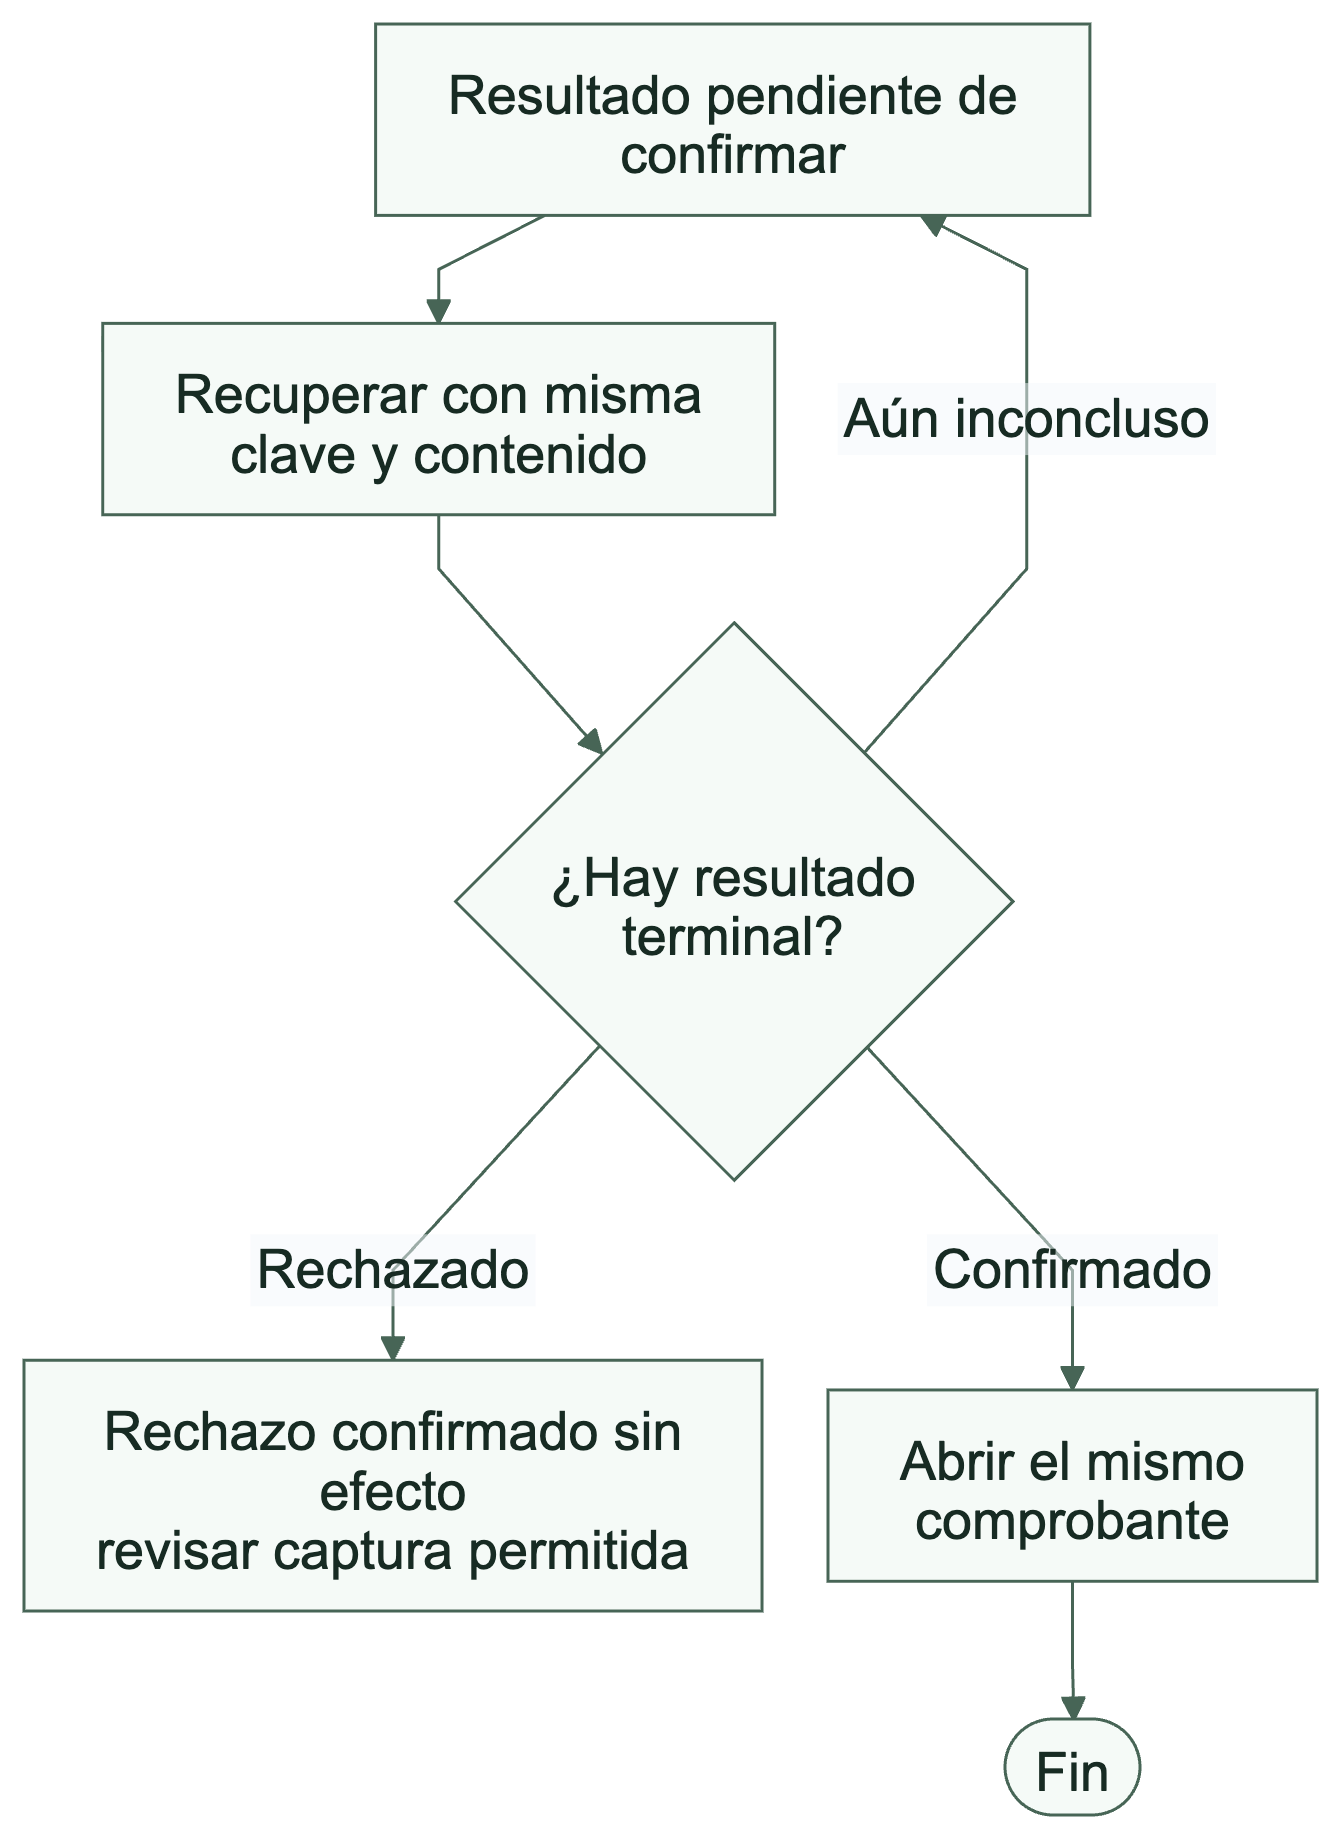 Resultado pendiente de
confirmar
Recuperar con misma
clave y contenido
Aún inconcluso
¿Hay resultado
terminal?
Rechazado
Confirmado
Rechazo confirmado sin
efecto
revisar captura permitida
Abrir el mismo
comprobante
Fin